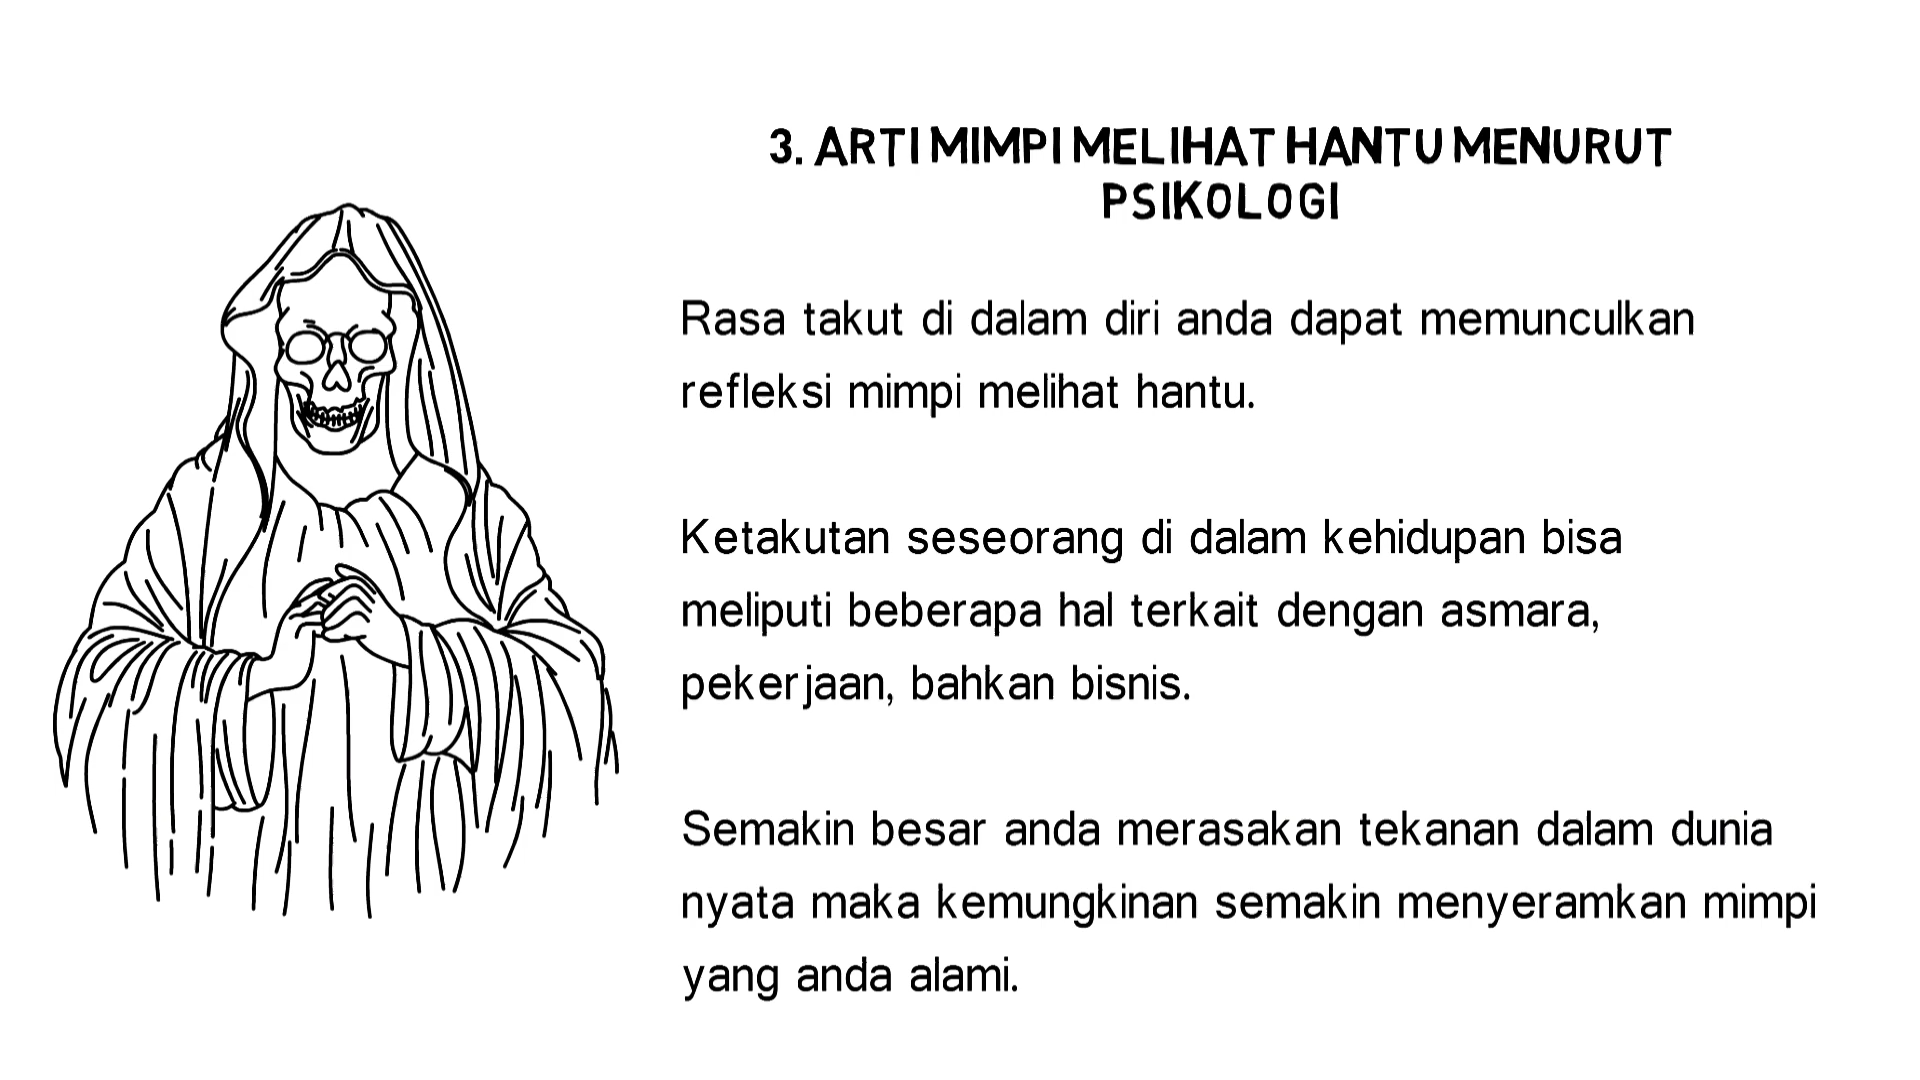 3. ARTI MIMPI MELIHAT HANTU MENURUT
PSIKOLOGI
Rasa takut di dalam diri anda dapat memunculkan
refleksi mimpi melihat hantu.
Ketakutan seseorang di dalam kehidupan bisa
meliputi beberapa hal terkait dengan asmara,
pekerjaan, bahkan bisnis.
Semakin besar anda merasakan tekanan dalam dunia
nyata maka kemungkinan semakin menyeramkan mimpi
yang anda alami.